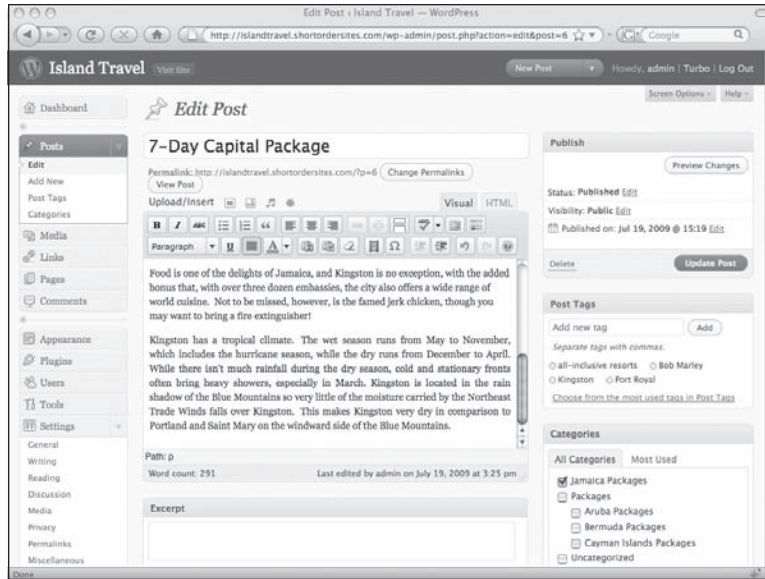 Edit Post ‹ Island Travel — WordPress
http://islandtravel.shortordersites.com/wp-admin/post.php?action=edit&post=6
Google
Island Travel
Visit Site
New Post
Howdy, admin | Turbo | Log Out
Screen Options
Help
Dashboard
Posts
Edit
Add New
Post Tags
Categories
Media
Links
Pages
Comments
Appearance
Plugins
Users
Tools
Settings
General
Writing
Reading
Discussion
Media
Privacy
Permalinks
Miscellaneous
Edit Post
7-Day Capital Package
Permalink: http://islandtravel.shortordersites.com/?p=6 Change Permalinks
View Post
Upload/Insert
Visual HTML
B I ABC
Paragraph U A Ω
Food is one of the delights of Jamaica, and Kingston is no exception, with the added
bonus that, with over three dozen embassies, the city also offers a wide range of
world cuisine. Not to be missed, however, is the famed jerk chicken, though you
may want to bring a fire extinguisher!
Kingston has a tropical climate. The wet season runs from May to November,
which includes the hurricane season, while the dry runs from December to April.
While there isn't much rainfall during the dry season, cold and stationary fronts
often bring heavy showers, especially in March. Kingston is located in the rain
shadow of the Blue Mountains so very little of the moisture carried by the Northeast
Trade Winds falls over Kingston. This makes Kingston very dry in comparison to
Portland and Saint Mary on the windward side of the Blue Mountains.
Path: p
Word count: 291
Last edited by admin on July 19, 2009 at 3:25 pm
Excerpt
Publish
Preview Changes
Status: Published Edit
Visibility: Public Edit
Published on: Jul 19, 2009 @ 15:19 Edit
Delete
Update Post
Post Tags
Add new tag
Add
Separate tags with commas.
all-inclusive resorts Bob Marley
Kingston Port Royal
Choose from the most used tags in Post Tags
Categories
All Categories Most Used
Jamaica Packages
Packages
Aruba Packages
Bermuda Packages
Cayman Islands Packages
Uncategorized
Done